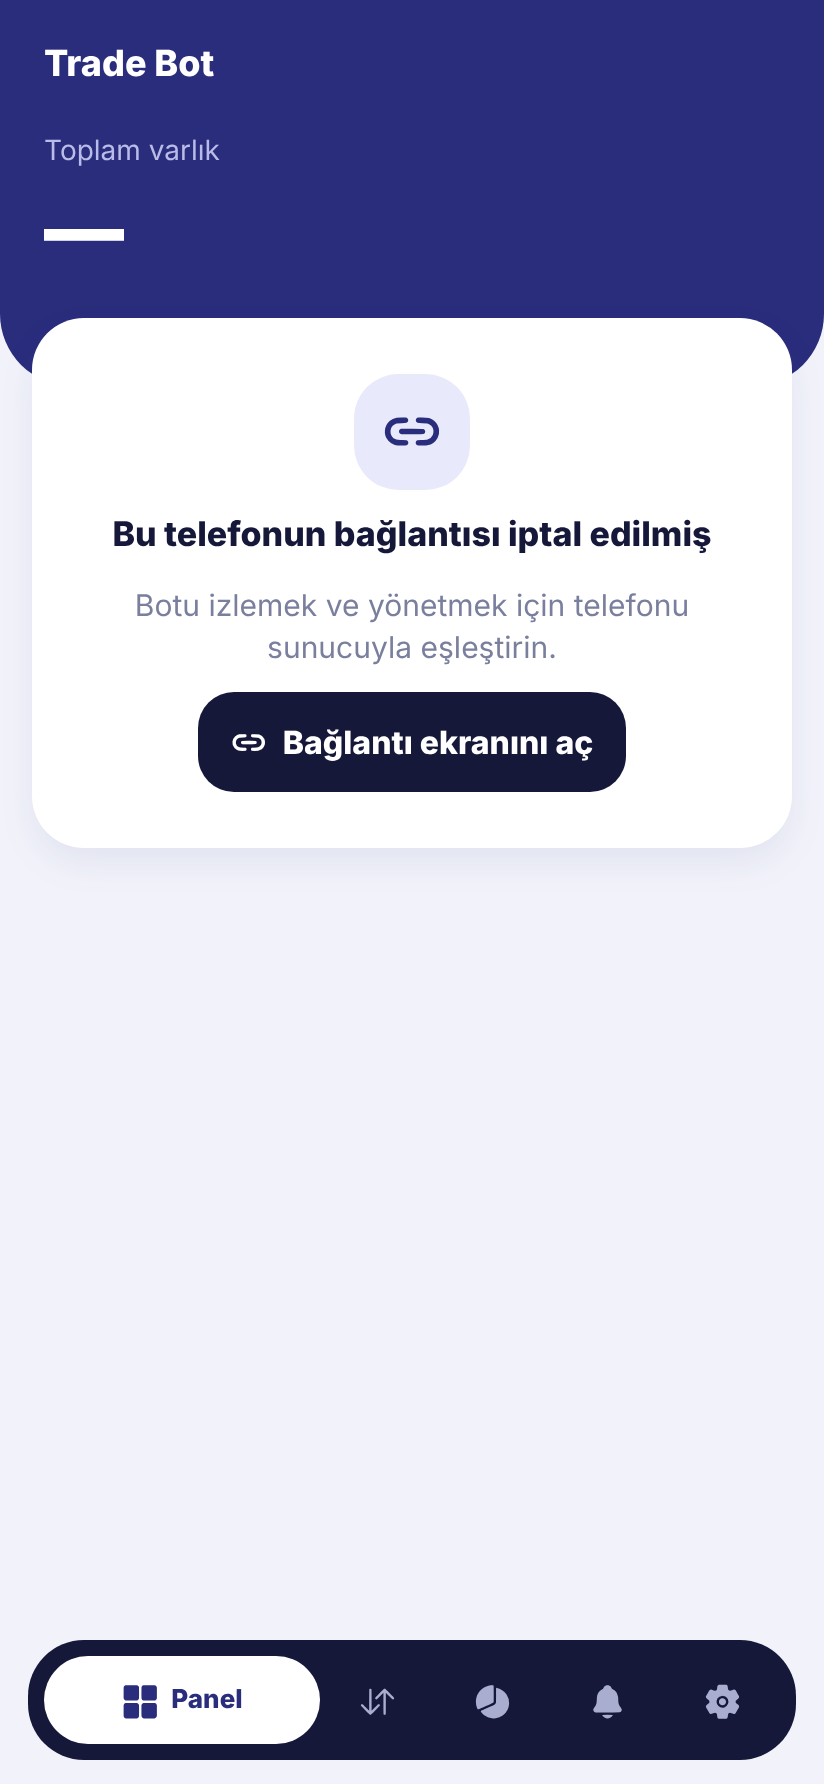 Trade Bot
Toplam varlık
—
Bu telefonun bağlantısı iptal edilmiş
Botu izlemek ve yönetmek için telefonu
sunucuyla eşleştirin.
Bağlantı ekranını aç
Panel